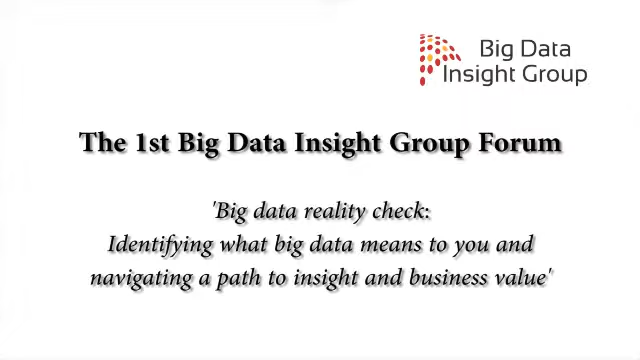 Big Data
Insight Group
The 1st Big Data Insight Group Forum
'Big data reality check:
Identifying what big data means to you and
navigating a path to insight and business value'